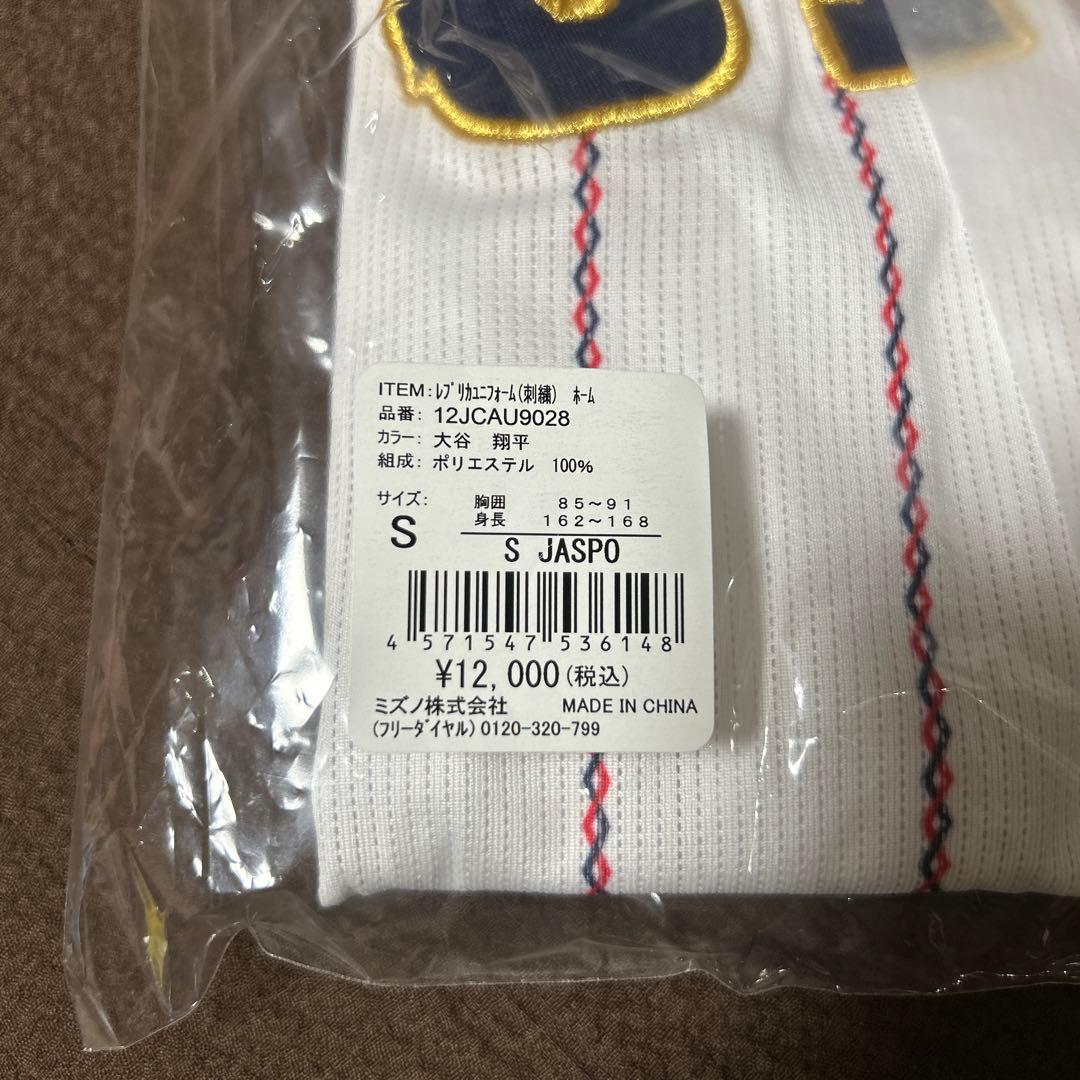 ITEM:ﾚﾌﾟﾘｶﾕﾆﾌｫｰﾑ(刺繍) ﾎｰﾑ
品番: 12JCAU9028
カラー: 大谷 翔平
組成: ポリエステル 100%
サイズ: 胸囲 85~91
S 身長 162~168
S JASPO
4 571547 536148
¥12,000(税込)
ミズノ株式会社 MADE IN CHINA
(フリーダイヤル)0120-320-799